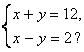 x + y = 12,
x - y = 2?